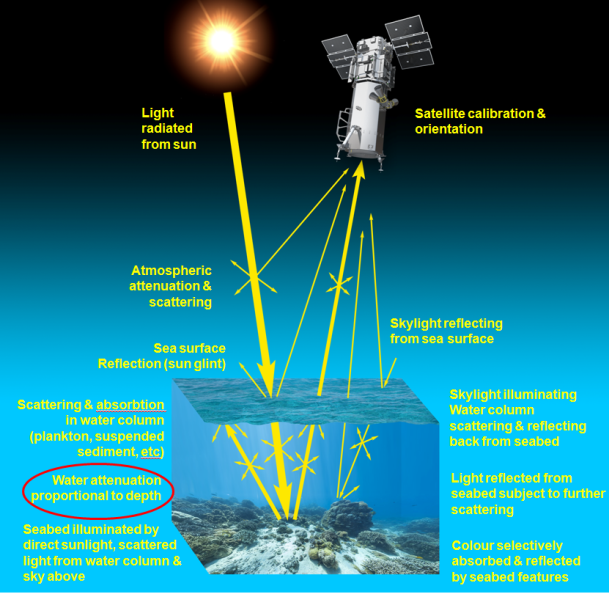 Light
radiated
from sun
Satellite calibration &
orientation
Atmospheric
attenuation &
scattering
Skylight reflecting
from sea surface
Sea surface
Reflection (sun glint)
Scattering & absorbtion
in water column
(plankton, suspended
sediment, etc)
Skylight illuminating
Water column
scattering & reflecting
back from seabed
Water attenuation
proportional to depth
Light reflected from
seabed subject to further
scattering
Seabed illuminated by
direct sunlight, scattered
light from water column &
sky above
Colour selectively
absorbed & reflected
by seabed features